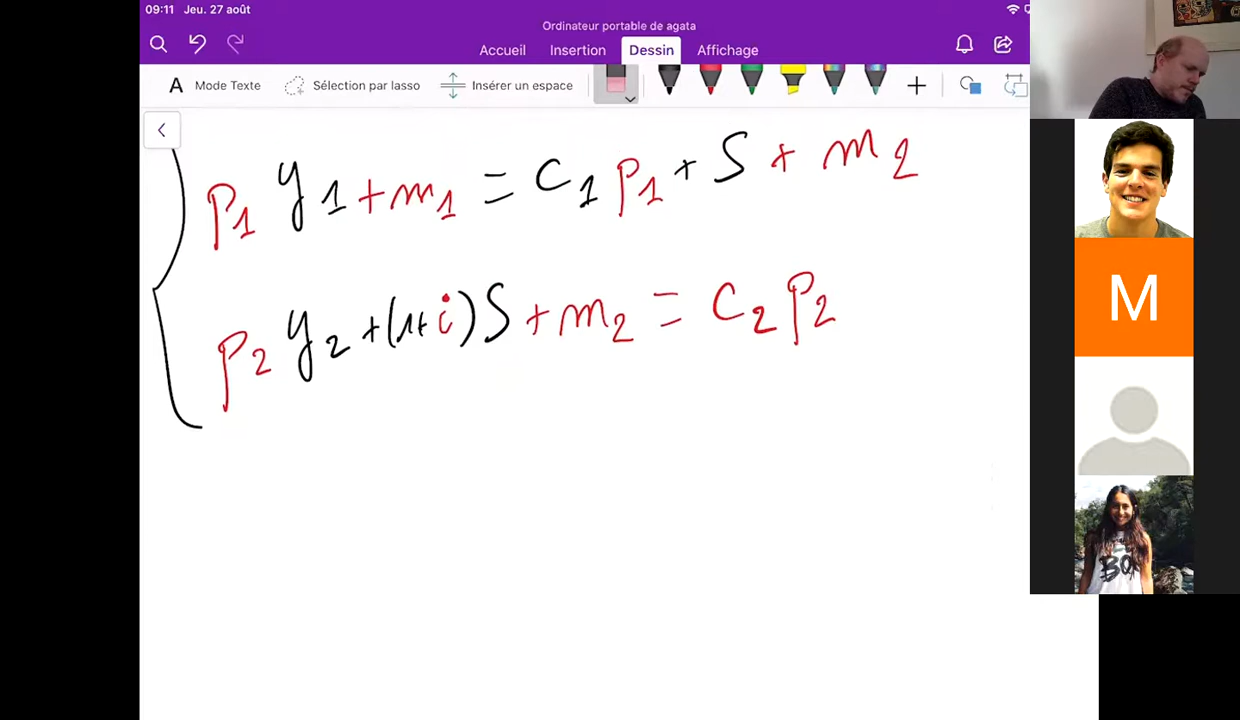 09:11 Jeu. 27 août
Ordinateur portable de agata
Accueil Insertion Dessin Affichage
A Mode Texte Sélection par lasso Insérer un espace
p₁ y₁ + m₁ = c₁ p₁ + S + m₂
p₂ y₂ + (1+i) S + m₂ = c₂ p₂
M
BO